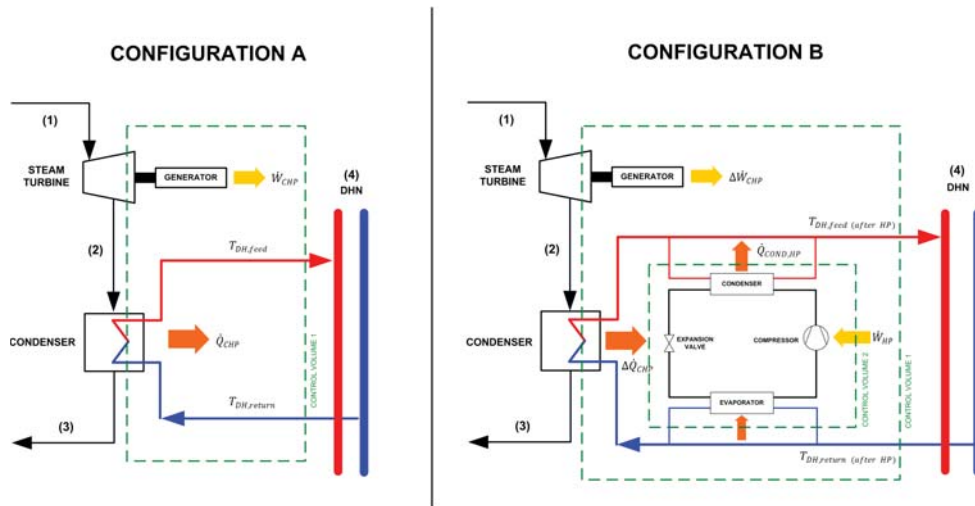 CONFIGURATION A
(1)
STEAM
TURBINE
GENERATOR
Ẇ_CHP
(4)
DHN
(2)
T_DH,feed
CONDENSER
Q̇_CHP
CONTROL VOLUME 1
T_DH,return
(3)
CONFIGURATION B
(1)
STEAM
TURBINE
GENERATOR
ΔẆ_CHP
(4)
DHN
(2)
T_DH,feed (after HP)
Q̇_COND,HP
CONDENSER
CONDENSER
EXPANSION
VALVE
COMPRESSOR
Ẇ_HP
ΔQ̇_CHP
EVAPORATOR
CONTROL VOLUME 2
CONTROL VOLUME 1
T_DH,return (after HP)
(3)